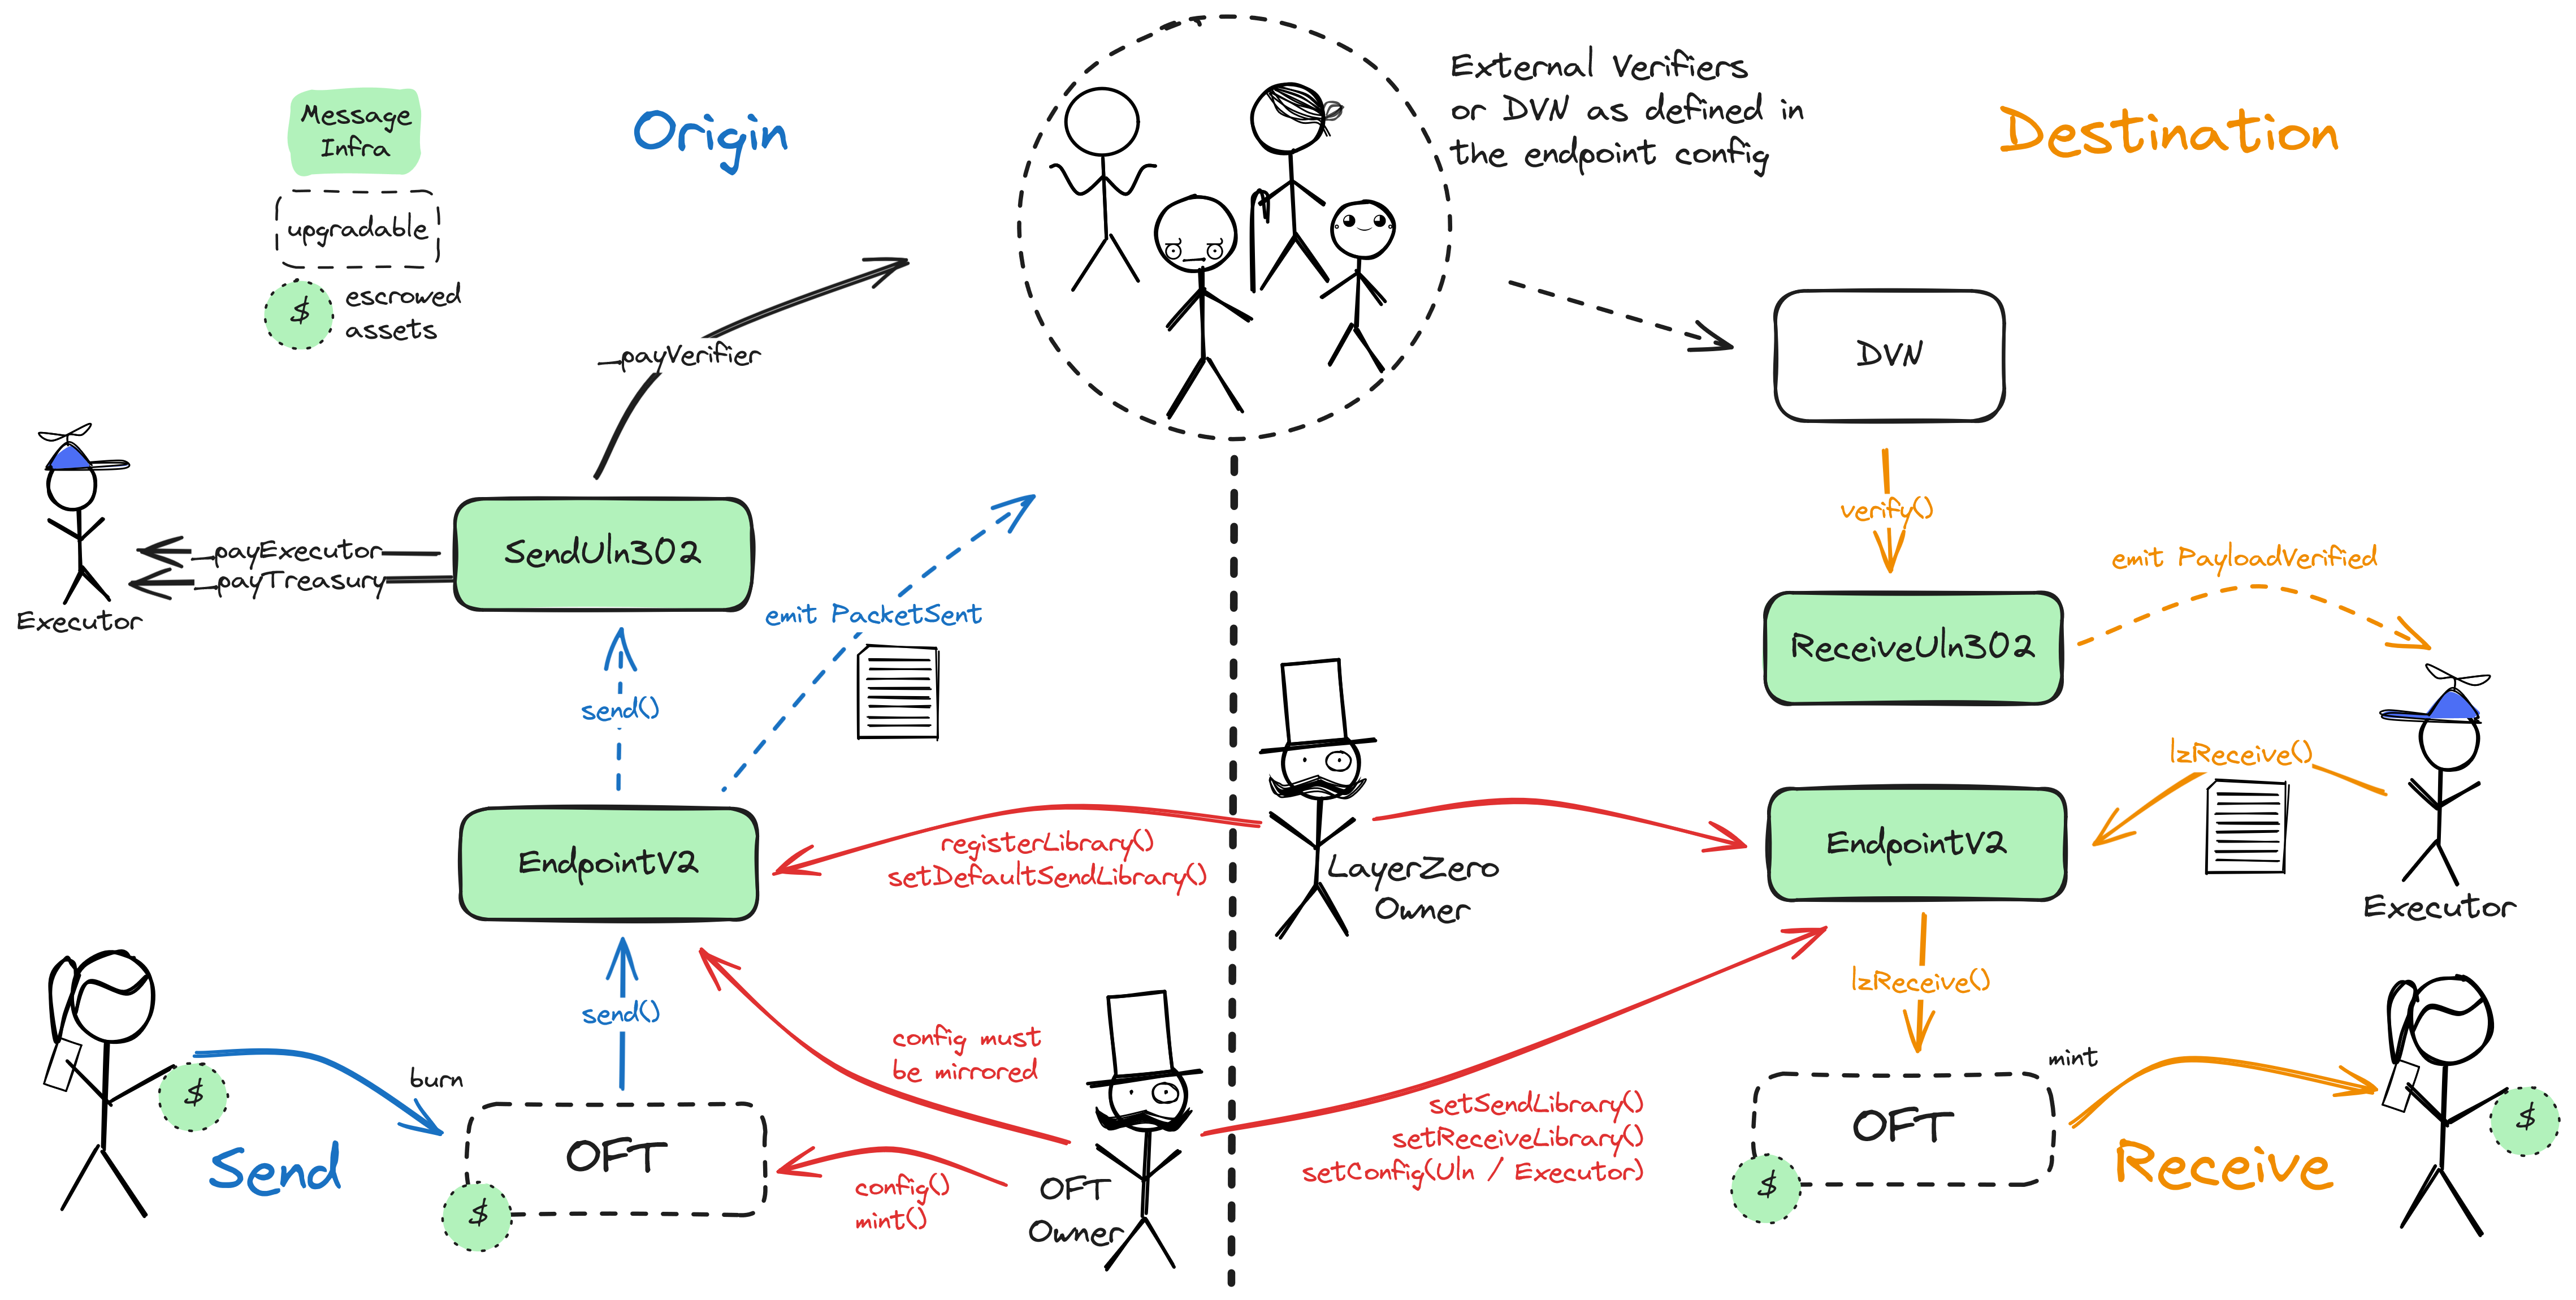 Message
Infra
upgradable
$
escrowed
assets
Origin
External Verifiers
or DVN as defined in
the endpoint config
Destination
_payVerifier
DVN
SendUln302
_payExecutor
_payTreasury
Executor
emit PacketSent
send()
verify()
emit PayloadVerified
ReceiveUln302
lzReceive()
EndpointV2
registerLibrary()
setDefaultSendLibrary()
LayerZero
Owner
EndpointV2
Executor
send()
lzReceive()
config must
be mirrored
burn
$
Send
OFT
$
config()
mint()
OFT
Owner
setSendLibrary()
setReceiveLibrary()
setConfig(Uln / Executor)
mint
OFT
$
Receive
$